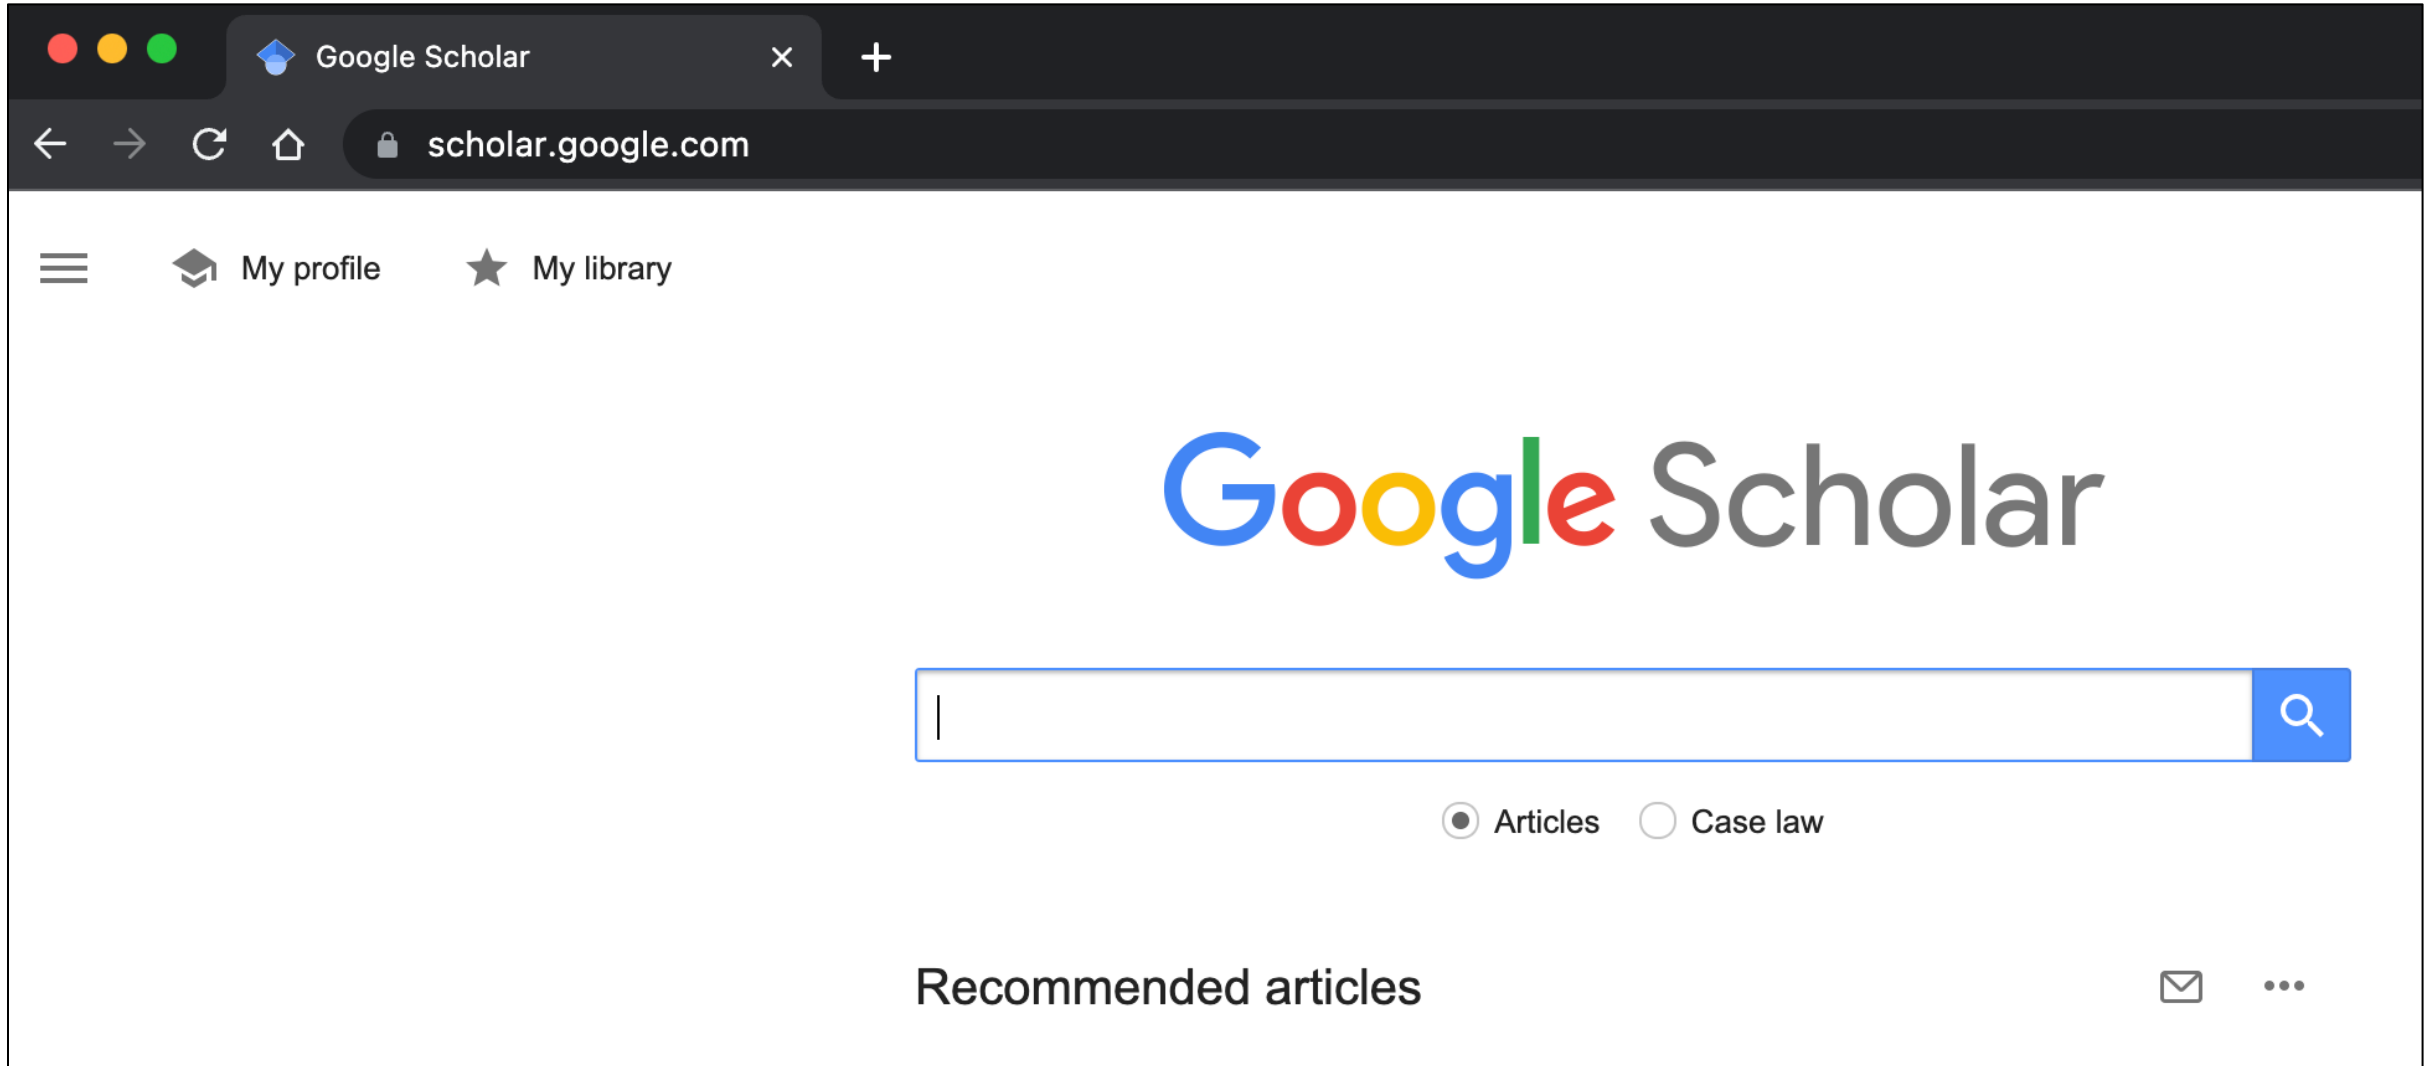 Google Scholar
scholar.google.com
My profile My library
Google Scholar
Articles Case law
Recommended articles